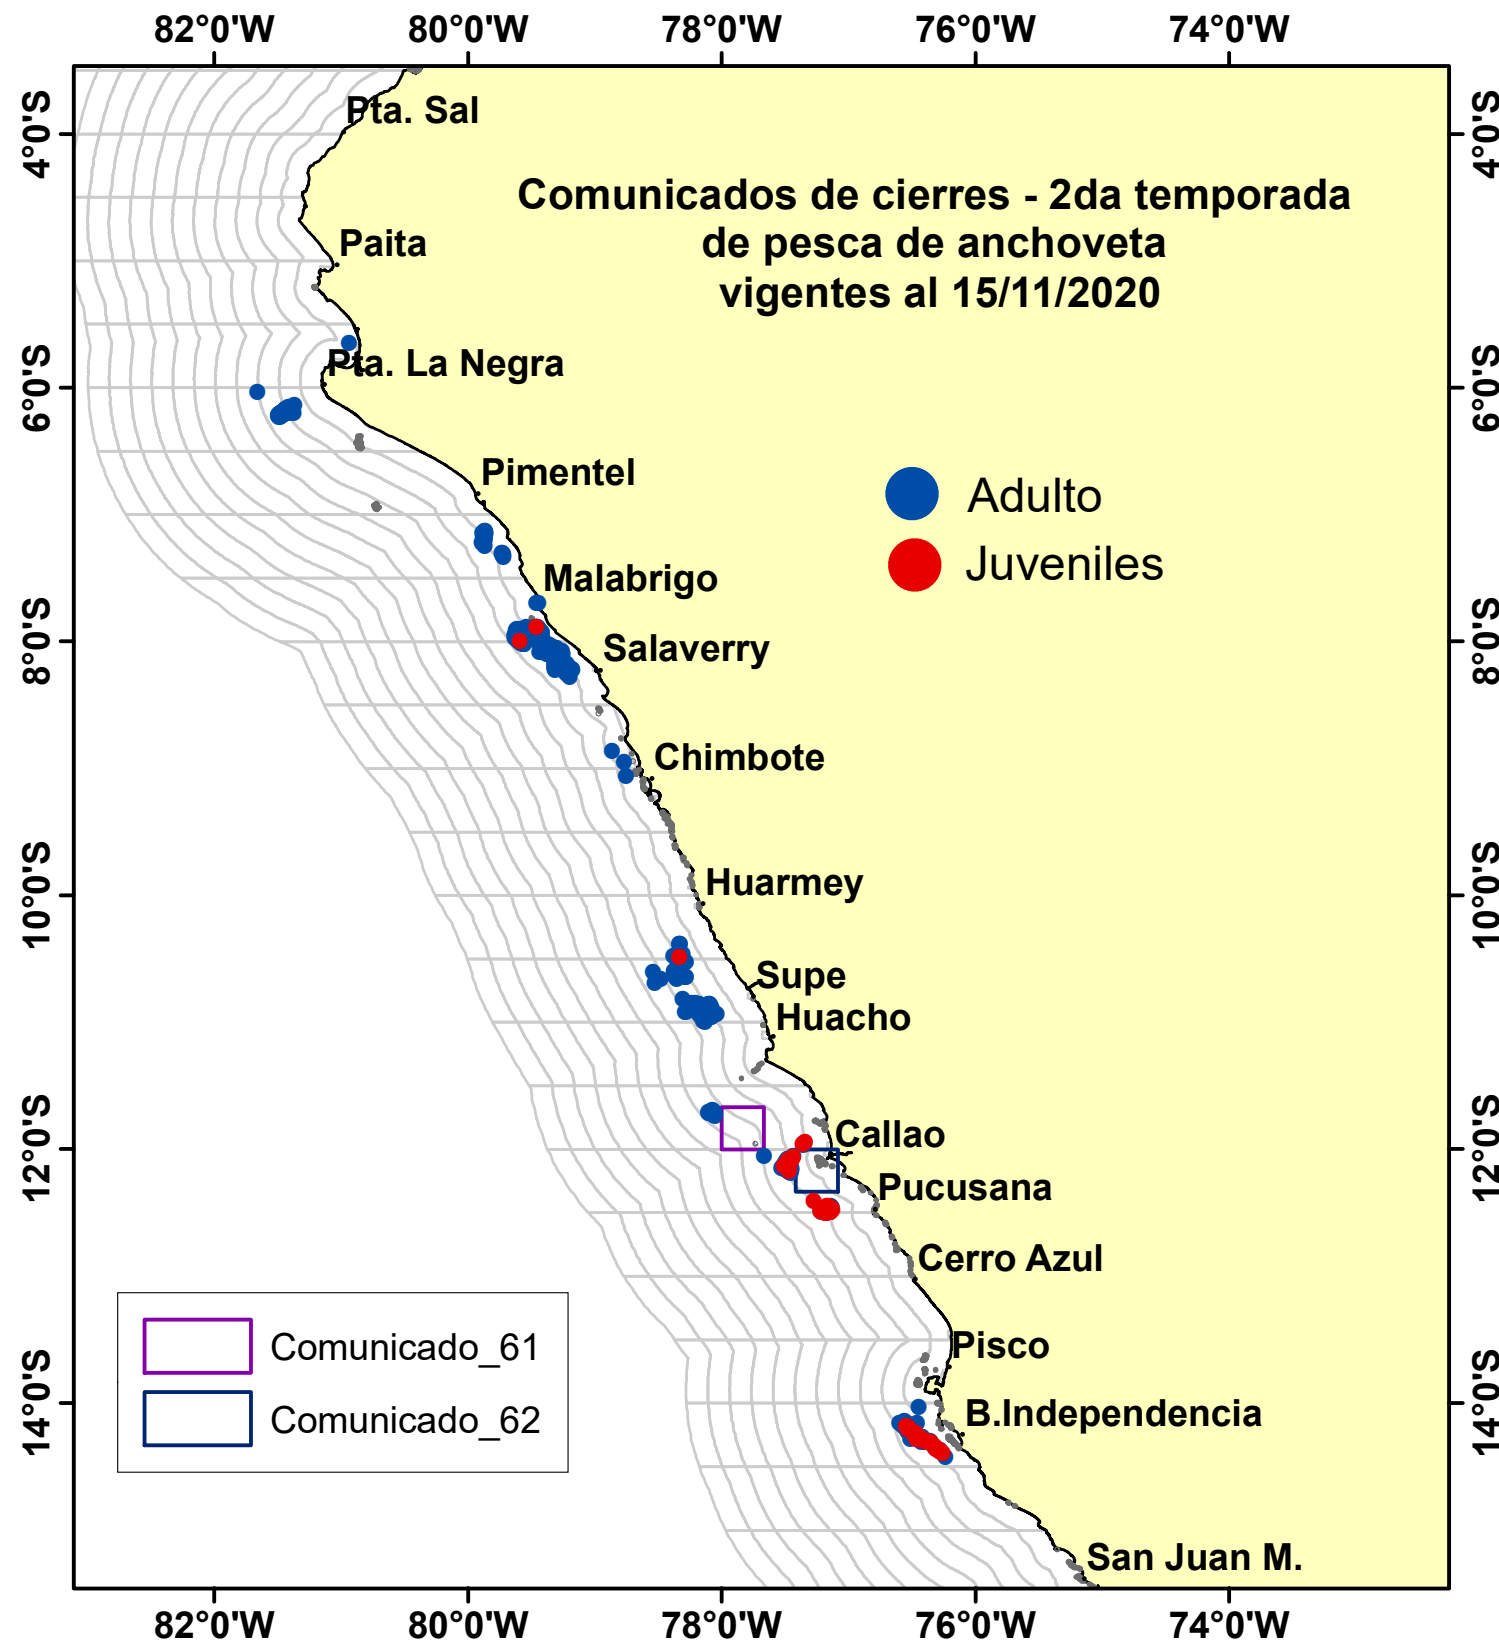 82°0'W 80°0'W 78°0'W 76°0'W 74°0'W
Pta. Sal
4°0'S 4°0'S
Comunicados de cierres - 2da temporada
de pesca de anchoveta
vigentes al 15/11/2020
Paita
Pta. La Negra
6°0'S 6°0'S
Pimentel
Adulto
Juveniles
Malabrigo
8°0'S 8°0'S
Salaverry
Chimbote
Huarmey
10°0'S 10°0'S
Supe
Huacho
Callao
12°0'S 12°0'S
Pucusana
Cerro Azul
Pisco
Comunicado_61
Comunicado_62
14°0'S 14°0'S
B.Independencia
San Juan M.
82°0'W 80°0'W 78°0'W 76°0'W 74°0'W